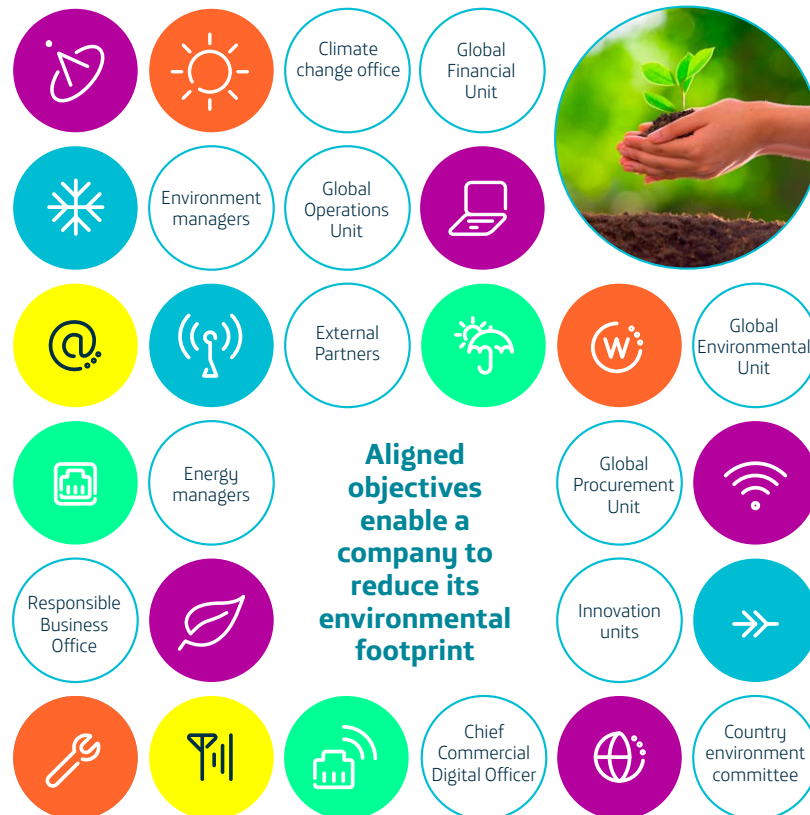 Climate
change office
Global
Financial
Unit
Environment
managers
Global
Operations
Unit
@
External
Partners
W
Global
Environmental
Unit
Energy
managers
Aligned
objectives
enable a
company to
reduce its
environmental
footprint
Global
Procurement
Unit
Responsible
Business
Office
Innovation
units
Chief
Commercial
Digital Officer
Country
environment
committee